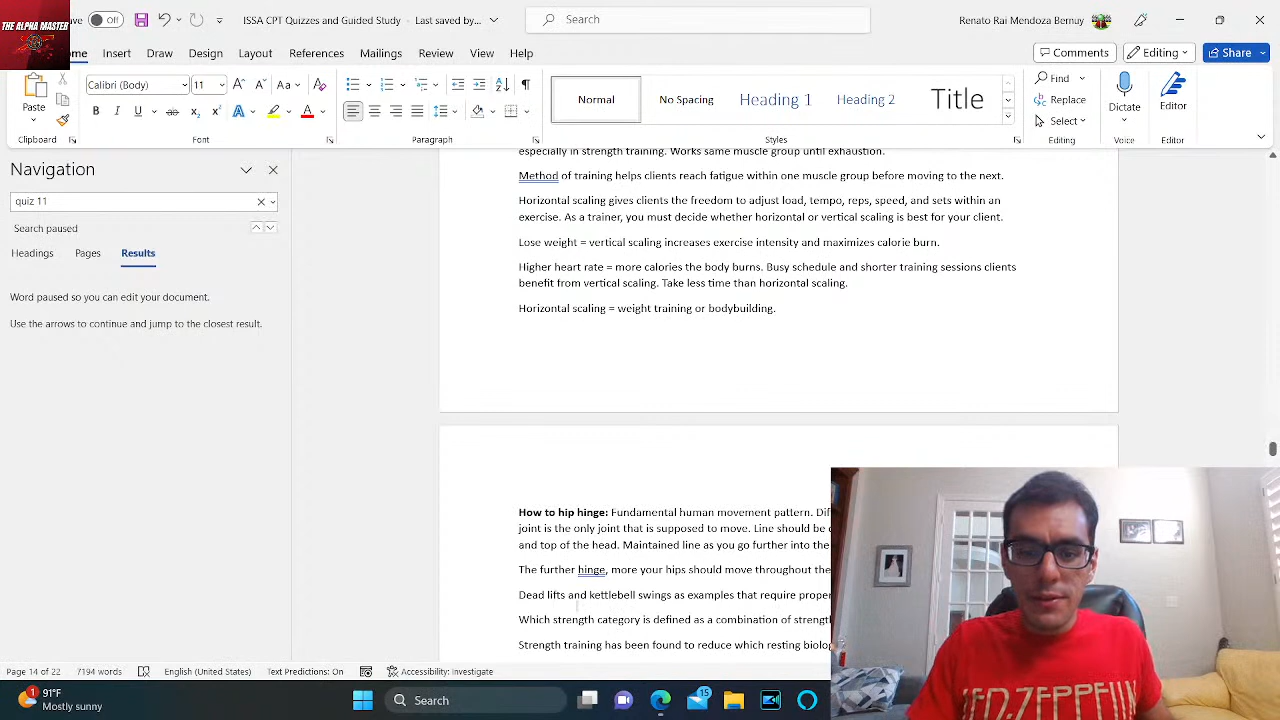 THE ALPHA MASTER
ve Off ISSA CPT Quizzes and Guided Study - Last saved by... Search Renato Rai Mendoza Bernuy
me Insert Draw Design Layout References Mailings Review View Help Comments Editing Share
Calibri (Body) 11 Normal No Spacing Heading 1 Heading 2 Title Find
Replace
Paste Dictate Editor
Select
Clipboard Font Paragraph Styles Editing Voice Editor
Navigation
quiz 11
Search paused
Headings Pages Results
Word paused so you can edit your document.
Use the arrows to continue and jump to the closest result.
especially in strength training. Works same muscle group until exhaustion.
Method of training helps clients reach fatigue within one muscle group before moving to the next.
Horizontal scaling gives clients the freedom to adjust load, tempo, reps, speed, and sets within an
exercise. As a trainer, you must decide whether horizontal or vertical scaling is best for your client.
Lose weight = vertical scaling increases exercise intensity and maximizes calorie burn.
Higher heart rate = more calories the body burns. Busy schedule and shorter training sessions clients
benefit from vertical scaling. Take less time than horizontal scaling.
Horizontal scaling = weight training or bodybuilding.
How to hip hinge: Fundamental human movement pattern.
joint is the only joint that is supposed to move. Line should be
and top of the head. Maintained line as you go further into the
The further hinge, more your hips should move throughout the
Dead lifts and kettlebell swings as examples that require proper
Which strength category is defined as a combination of strength
Strength training has been found to reduce which resting
LED ZEPPELIN
Page 14 of 22 7194 words English (United States) Text Predictions: On Accessibility: Investigate
1 91°F
Mostly sunny
Search
15